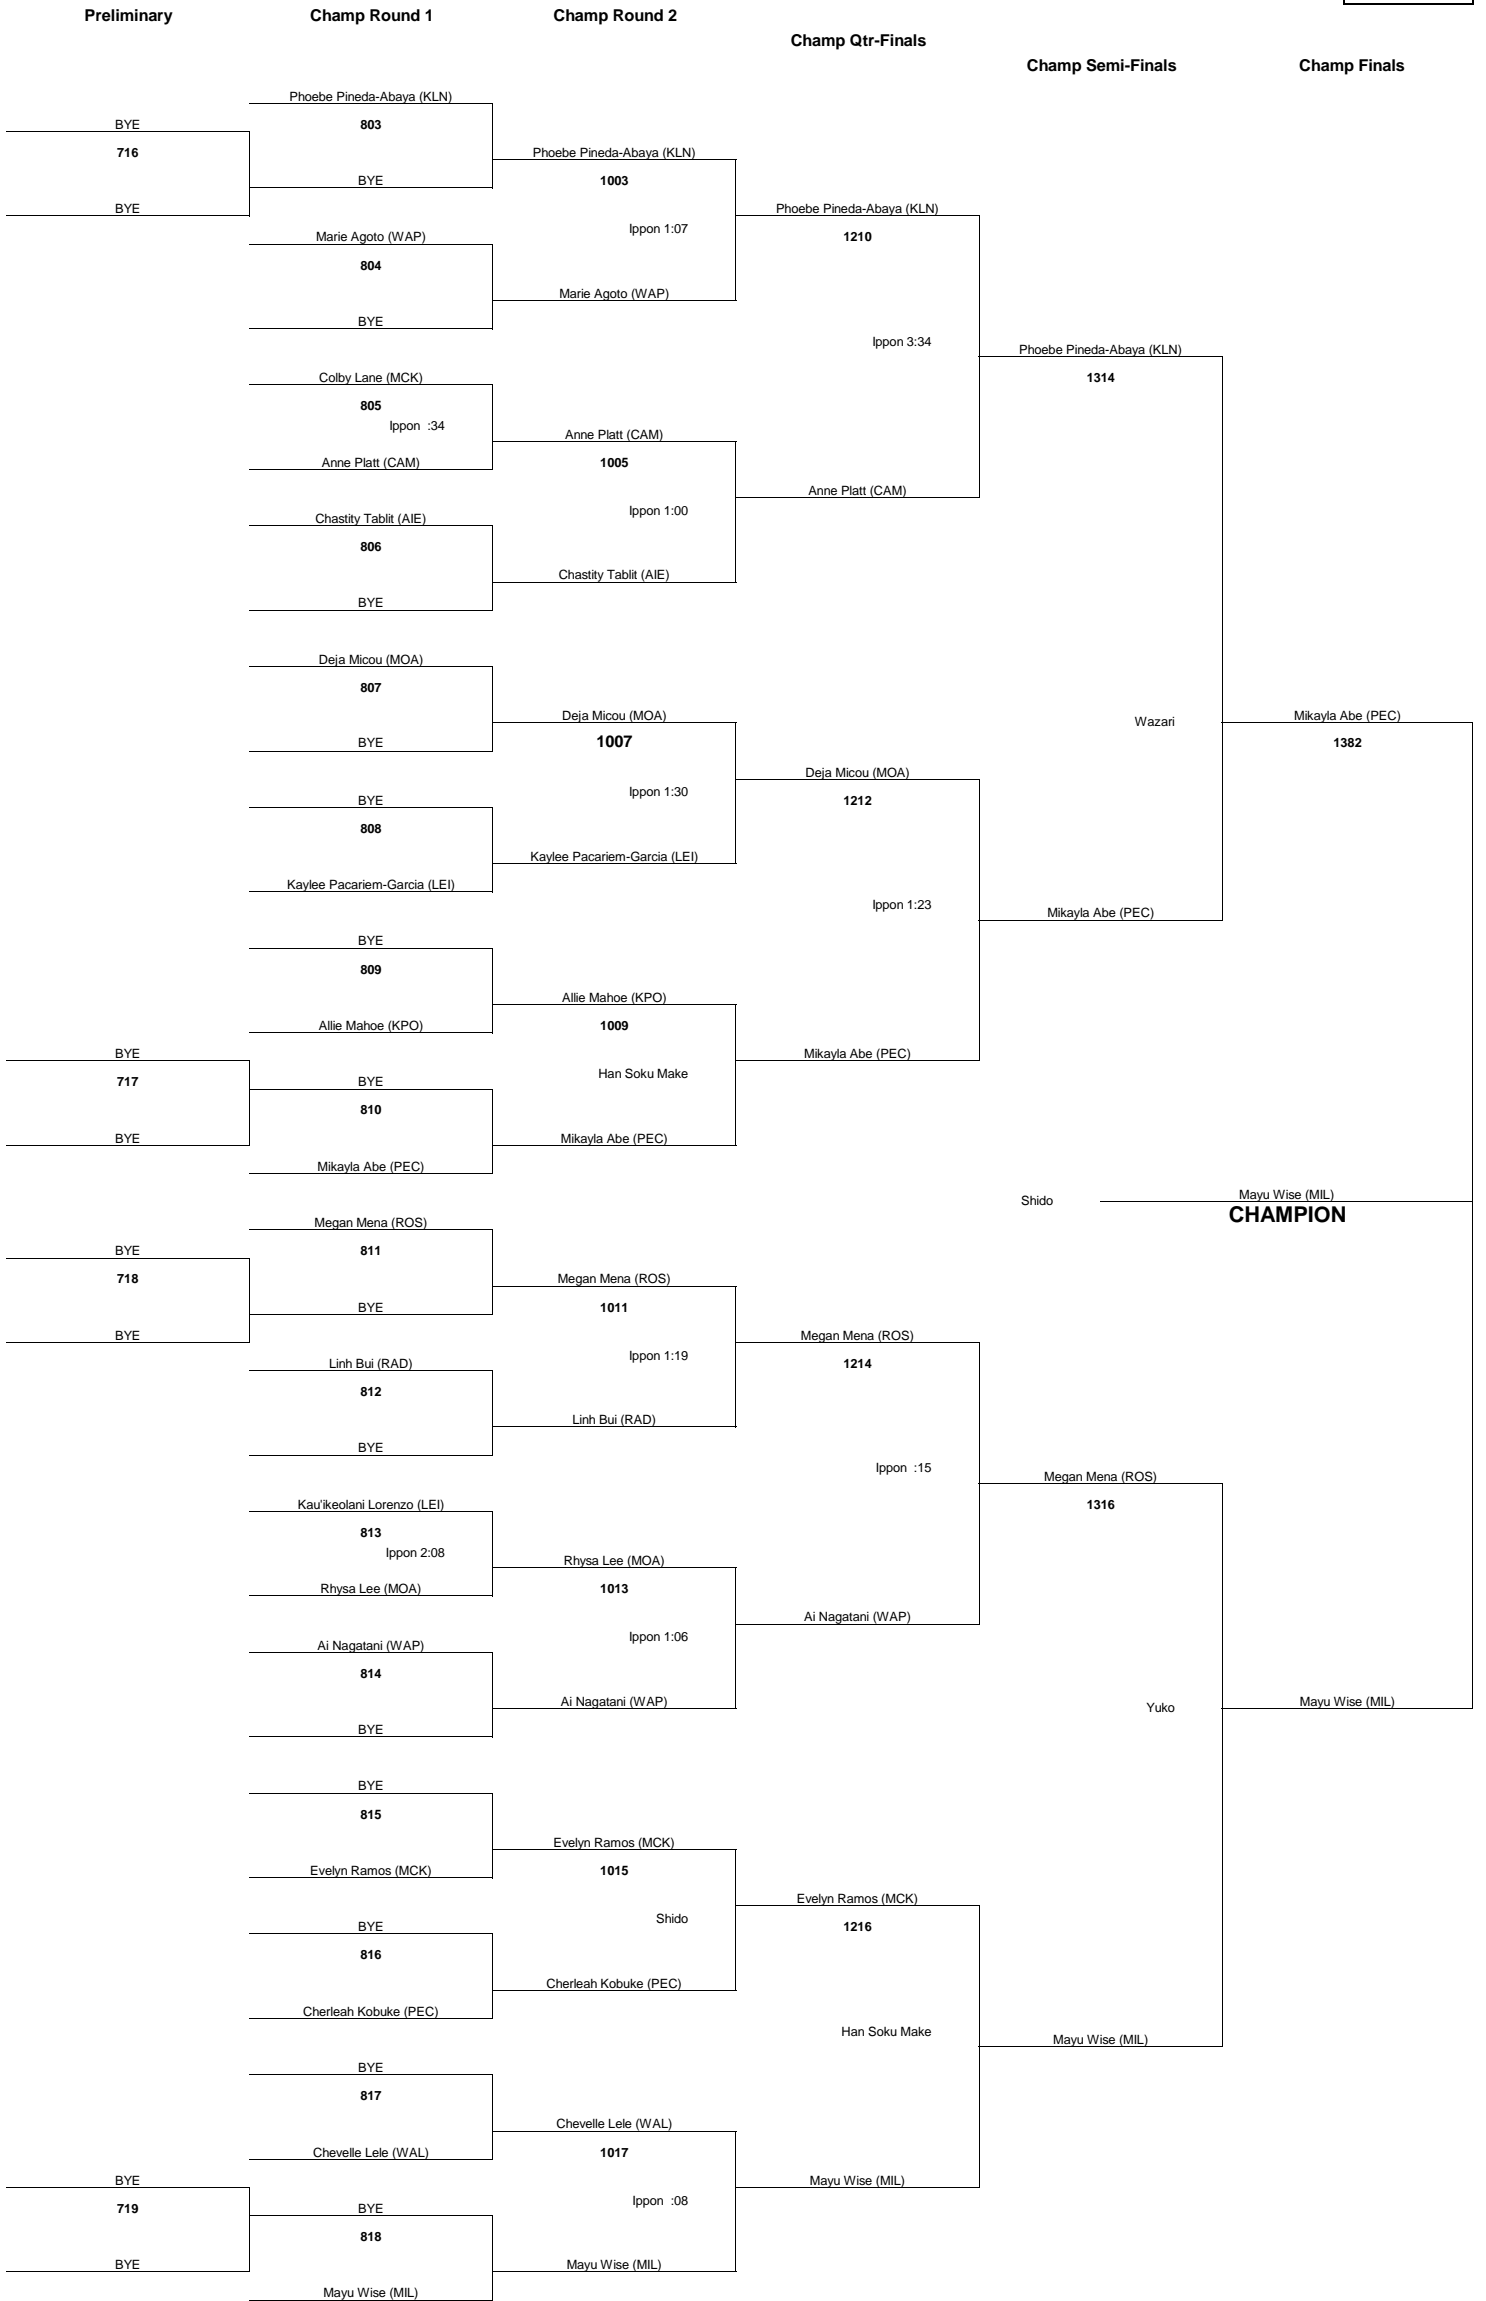 Preliminary
Champ Round 1
Champ Round 2
Champ Qtr-Finals
Champ Semi-Finals
Champ Finals
Phoebe Pineda-Abaya (KLN)
BYE
803
716
Phoebe Pineda-Abaya (KLN)
BYE
1003
BYE
Phoebe Pineda-Abaya (KLN)
Ippon 1:07
Marie Agoto (WAP)
1210
804
Marie Agoto (WAP)
BYE
Ippon 3:34
Phoebe Pineda-Abaya (KLN)
Colby Lane (MCK)
1314
805
Ippon :34
Anne Platt (CAM)
Anne Platt (CAM)
1005
Anne Platt (CAM)
Ippon 1:00
Chastity Tablit (AIE)
806
Chastity Tablit (AIE)
BYE
Deja Micou (MOA)
807
Deja Micou (MOA)
Wazari
Mikayla Abe (PEC)
BYE
1007
1382
Deja Micou (MOA)
Ippon 1:30
BYE
1212
808
Kaylee Pacariem-Garcia (LEI)
Kaylee Pacariem-Garcia (LEI)
Ippon 1:23
Mikayla Abe (PEC)
BYE
809
Allie Mahoe (KPO)
Allie Mahoe (KPO)
1009
BYE
Mikayla Abe (PEC)
Han Soku Make
717
BYE
810
BYE
Mikayla Abe (PEC)
Mikayla Abe (PEC)
Shido
Mayu Wise (MIL)
CHAMPION
Megan Mena (ROS)
BYE
811
718
Megan Mena (ROS)
BYE
1011
BYE
Megan Mena (ROS)
Ippon 1:19
Linh Bui (RAD)
1214
812
Linh Bui (RAD)
BYE
Ippon :15
Megan Mena (ROS)
Kau'ikeolani Lorenzo (LEI)
1316
813
Ippon 2:08
Rhysa Lee (MOA)
Rhysa Lee (MOA)
1013
Ai Nagatani (WAP)
Ippon 1:06
Ai Nagatani (WAP)
814
Ai Nagatani (WAP)
Yuko
Mayu Wise (MIL)
BYE
BYE
815
Evelyn Ramos (MCK)
Evelyn Ramos (MCK)
1015
Evelyn Ramos (MCK)
Shido
BYE
1216
816
Cherleah Kobuke (PEC)
Cherleah Kobuke (PEC)
Han Soku Make
Mayu Wise (MIL)
BYE
817
Chevelle Lele (WAL)
Chevelle Lele (WAL)
1017
BYE
Mayu Wise (MIL)
Ippon :08
719
BYE
818
BYE
Mayu Wise (MIL)
Mayu Wise (MIL)